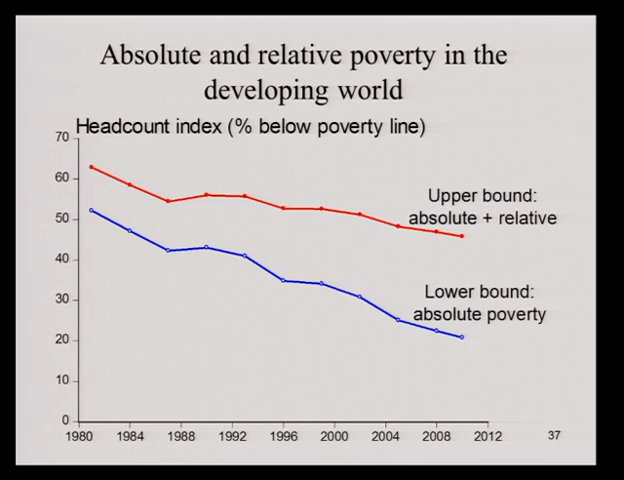 Absolute and relative poverty in the
developing world
Headcount index (% below poverty line)
70
60
50
40
30
20
10
0
Upper bound:
absolute + relative
Lower bound:
absolute poverty
1980 1984 1988 1992 1996 2000 2004 2008 2012
37